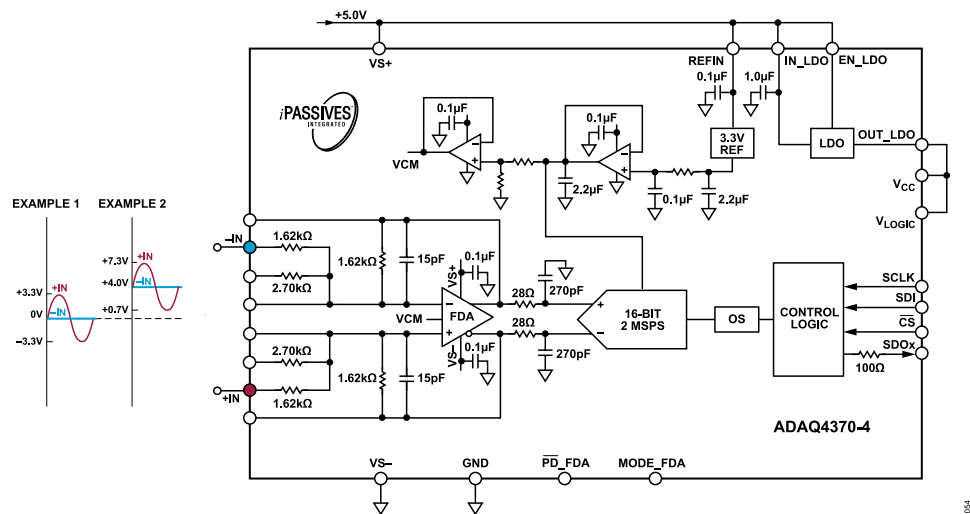 +5.0V
VS+
REFIN
IN_LDO
EN_LDO
0.1µF
1.0µF
iPASSIVES
INTEGRATED
0.1µF
0.1µF
3.3V
REF
LDO
OUT_LDO
VCM
2.2µF
0.1µF
2.2µF
VCC
VLOGIC
EXAMPLE 1
EXAMPLE 2
+IN
+7.3V
+4.0V
–IN
+0.7V
+IN
+3.3V
0V
–IN
–3.3V
–IN
1.62kΩ
2.70kΩ
1.62kΩ
15pF
VS+
0.1µF
28Ω
270pF
VCM
FDA
28Ω
16-BIT
2 MSPS
OS
CONTROL
LOGIC
SCLK
SDI
CS
SDOx
100Ω
2.70kΩ
1.62kΩ
1.62kΩ
15pF
VS–
0.1µF
270pF
+IN
ADAQ4370-4
VS–
GND
PD_FDA
MODE_FDA
054